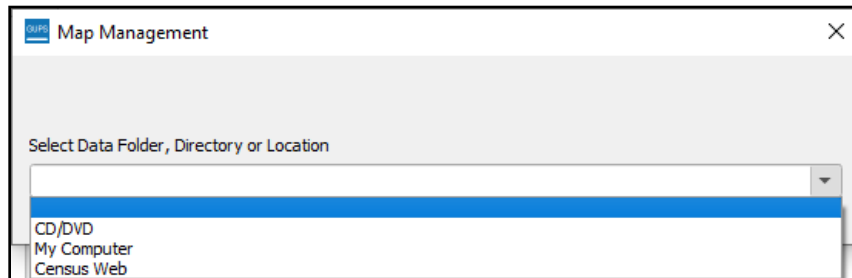 GUPS Map Management
Select Data Folder, Directory or Location
CD/DVD
My Computer
Census Web